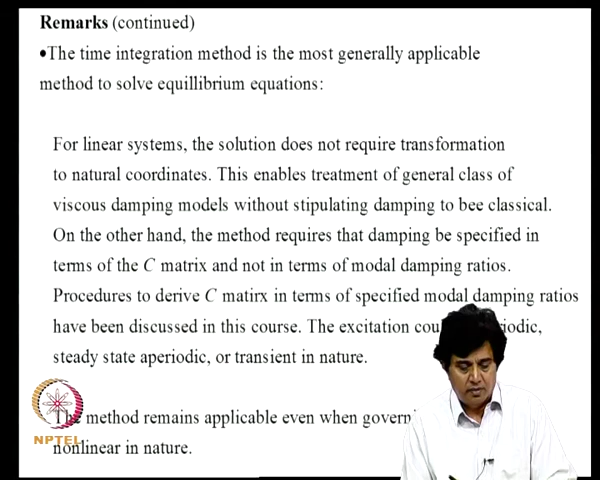 Remarks (continued)
•The time integration method is the most generally applicable
method to solve equillibrium equations:
For linear systems, the solution does not require transformation
to natural coordinates. This enables treatment of general class of
viscous damping models without stipulating damping to bee classical.
On the other hand, the method requires that damping be specified in
terms of the C matrix and not in terms of modal damping ratios.
Procedures to derive C matirx in terms of specified modal damping ratios
have been discussed in this course. The excitation
steady state aperiodic, or transient in nature.
The method remains applicable even when
nonlinear in nature.
NPTEL